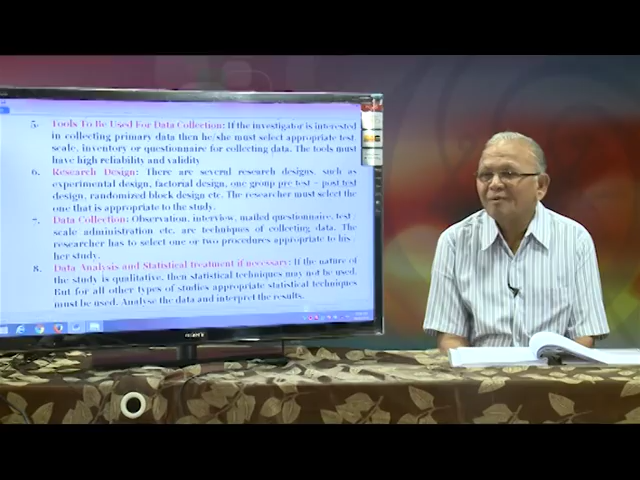 5. Tools To Be Used For Data Collection: If the investigator is interested
in collecting primary data then he/she must select appropriate test
scale, inventory or questionnaire for collecting data. The tools must
have high reliability and validity
6. Research Design: There are several research designs, such as
experimental design, factorial design, one group pre test – post test
design, randomized block design etc. The researcher must select the
one that is appropriate to the study.
7. Data Collection: Observation, interview, mailed questionnaire, test /
scale administration etc. are techniques of collecting data. The
researcher has to select one or two procedures appropriate to his/
her study.
8. Data Analysis and Statistical treatment if necessary: If the nature of
the study is qualitative, then statistical techniques may not be used.
But for all other types of studies appropriate statistical techniques
must be used. Analyse the data and interpret the results.
SONY